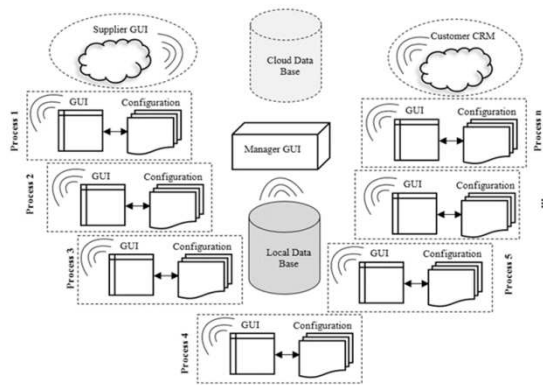 Supplier GUI
Cloud Data
Base
Customer CRM
Process 1
GUI
Configuration
Manager GUI
GUI
Configuration
Process n
Process 2
GUI
Configuration
GUI
Configuration
...
Process 3
GUI
Configuration
Local Data
Base
GUI
Configuration
Process 5
Process 4
GUI
Configuration